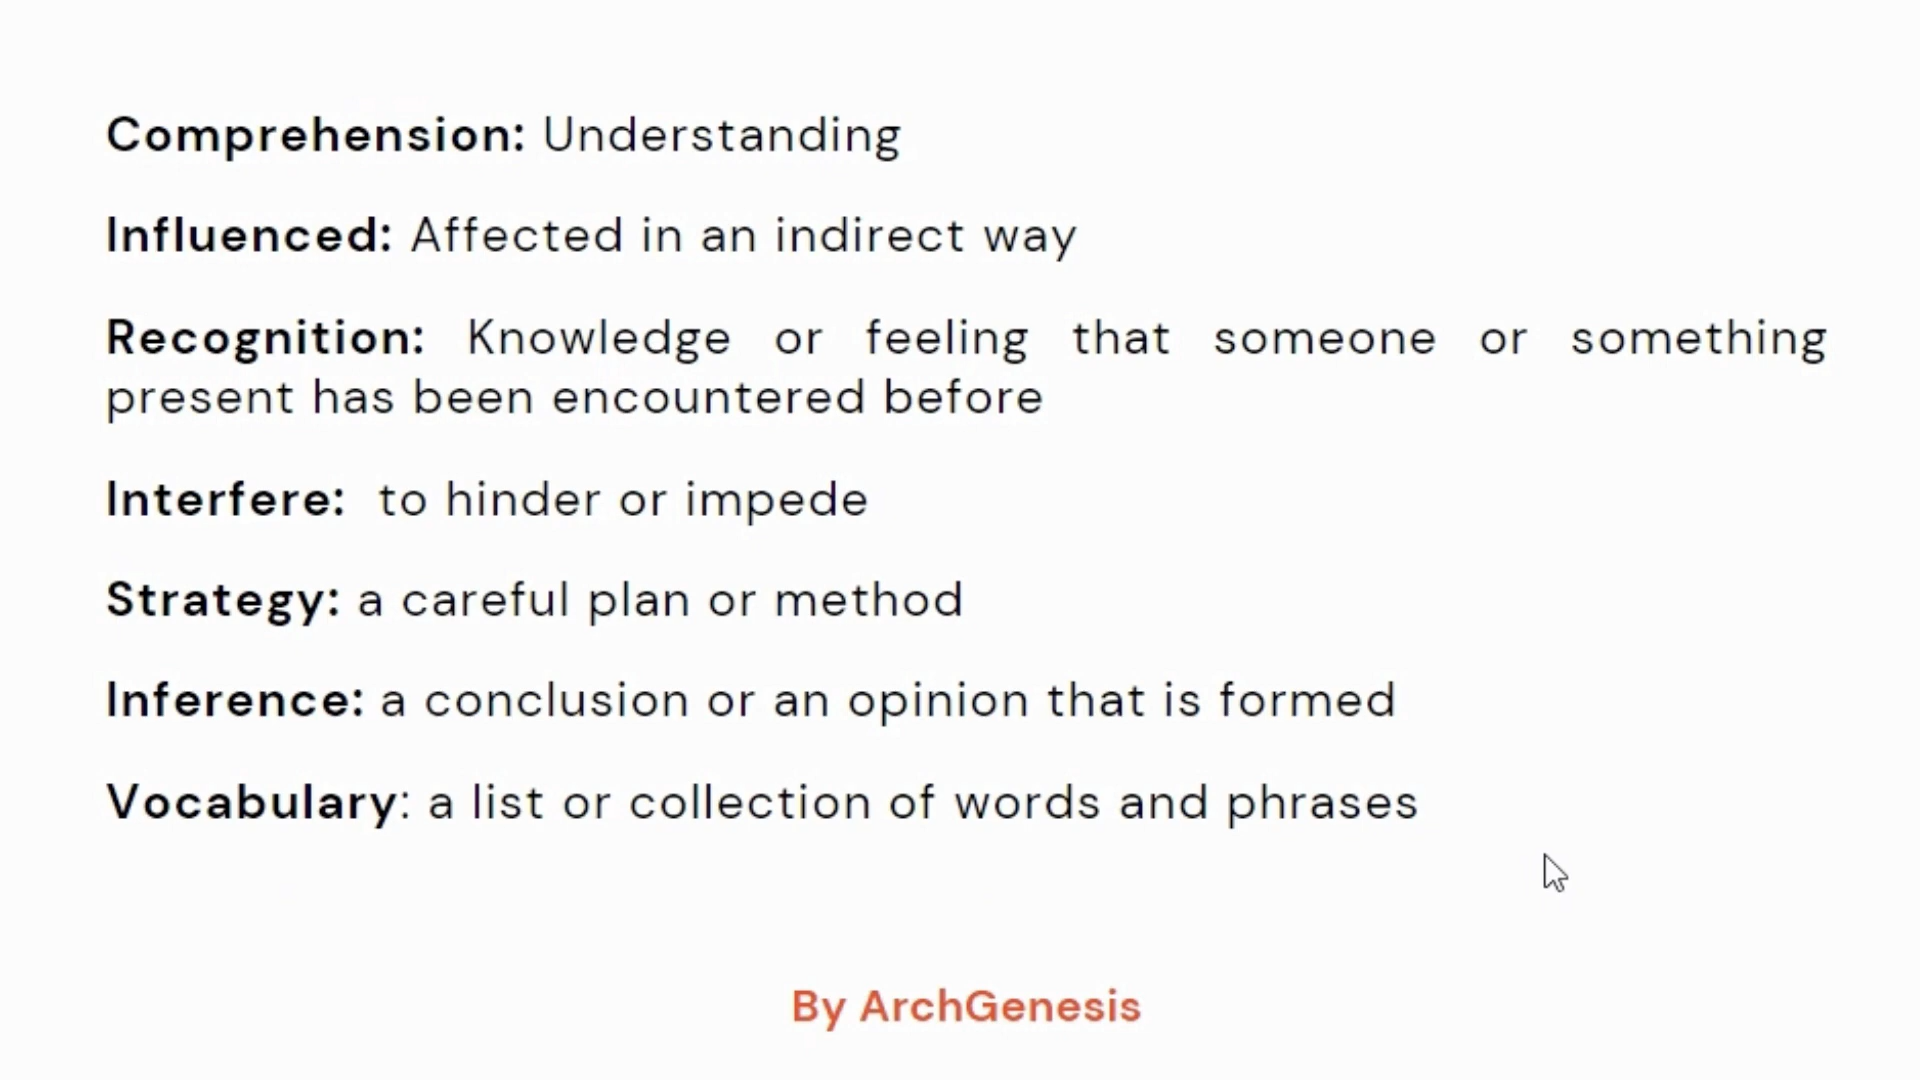 Comprehension: Understanding
Influenced: Affected in an indirect way
Recognition: Knowledge or feeling that someone or something
present has been encountered before
Interfere: to hinder or impede
Strategy: a careful plan or method
Inference: a conclusion or an opinion that is formed
Vocabulary: a list or collection of words and phrases
By ArchGenesis